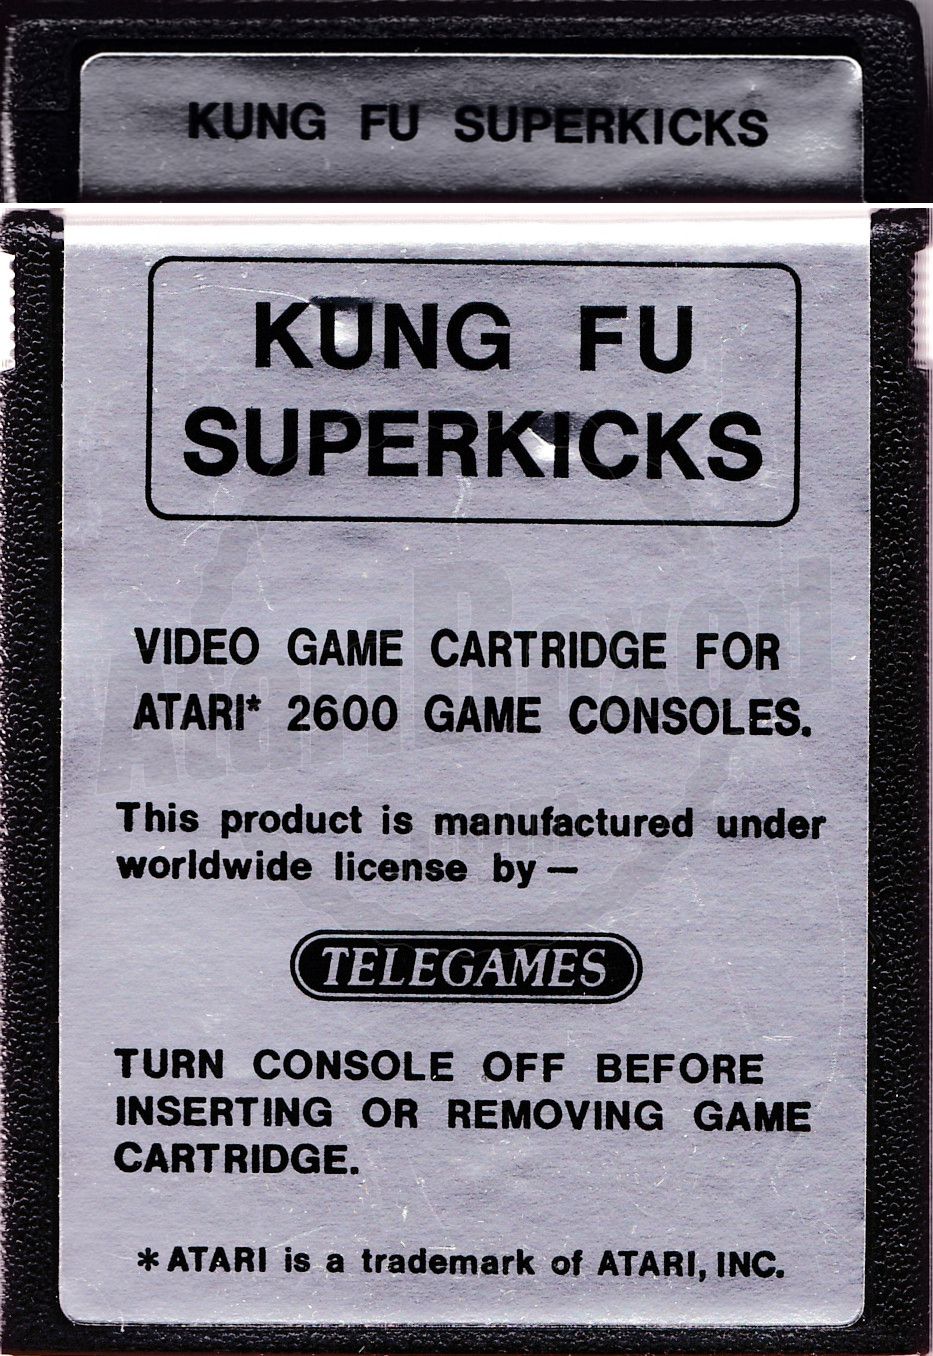 KUNG FU SUPERKICKS
KUNG FU
SUPERKICKS
VIDEO GAME CARTRIDGE FOR
ATARI* 2600 GAME CONSOLES.
This product is manufactured under
worldwide license by —
TELEGAMES
TURN CONSOLE OFF BEFORE
INSERTING OR REMOVING GAME
CARTRIDGE.
* ATARI is a trademark of ATARI, INC.